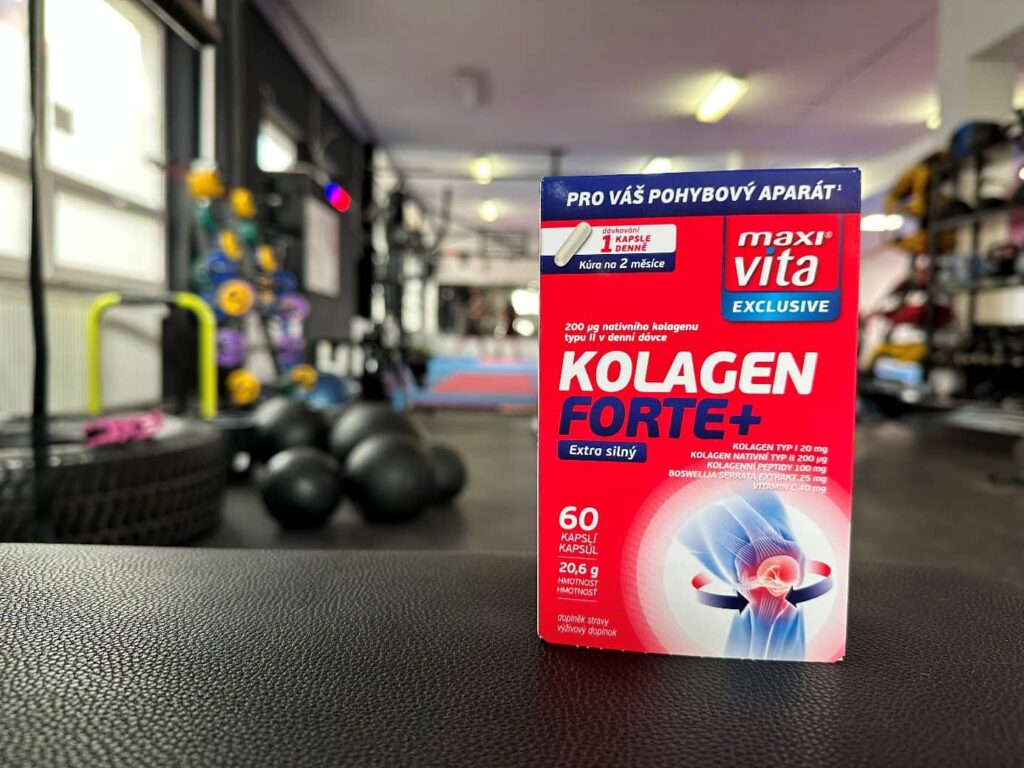 PRO VÁŠ POHYBOVÝ APARÁT¹
dávkování
1 KAPSLE
DENNĚ
Kúra na 2 měsíce
maxi®
vita
EXCLUSIVE
200 μg nativního kolagenu
typu II v denní dávce
KOLAGEN
FORTE+
Extra silný
KOLAGEN TYP I 20 mg
KOLAGEN NATIVNÍ TYP II 200 μg
KOLAGENNÍ PEPTIDY 100 mg
BOSWELLIA SERRATA EXTRAKT 25 mg
VITAMIN C 40 mg
60
KAPSLÍ
KAPSÚL
20,6 g
HMOTNOST
HMOTNOSŤ
doplněk stravy
výživový doplnok